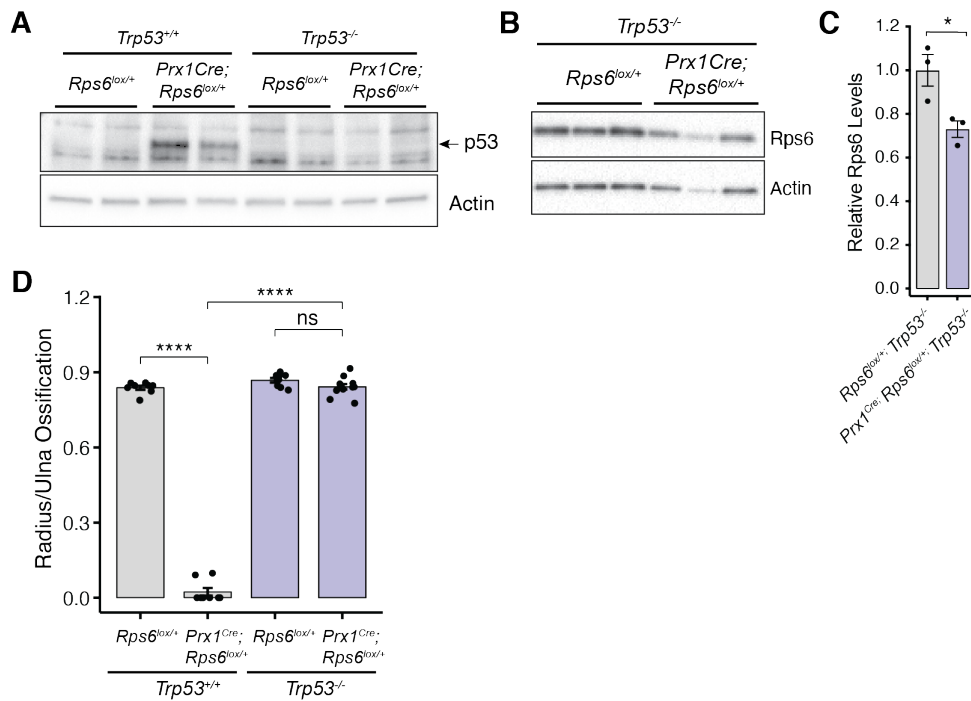 A
Trp53+/+ Trp53-/-
Rps6lox/+ Prx1Cre; Rps6lox/+ Rps6lox/+ Prx1Cre; Rps6lox/+
← p53
Actin
B
Trp53-/-
Rps6lox/+ Prx1Cre; Rps6lox/+
Rps6
Actin
C
Relative Rps6 Levels
1.2
1.0
0.8
0.6
0.4
0.2
0.0
*
Rps6lox/+; Trp53-/-
Prx1Cre; Rps6lox/+; Trp53-/-
D
Radius/Ulna Ossification
1.2
0.9
0.6
0.3
0.0
****
****
ns
Rps6lox/+ Prx1Cre; Rps6lox/+ Rps6lox/+ Prx1Cre; Rps6lox/+
Trp53+/+ Trp53-/-